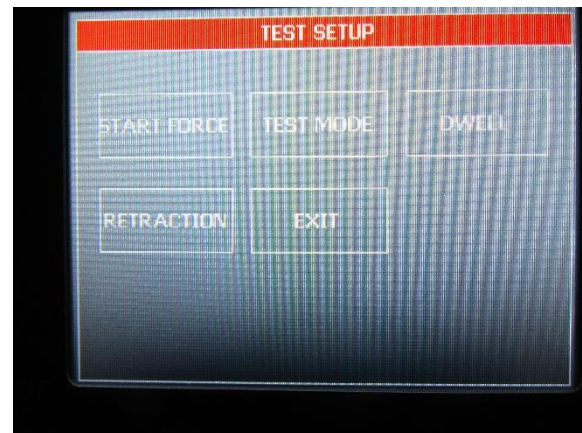 TEST SETUP
START FORCE
TEST MODE
DWELL
RETRACTION
EXIT